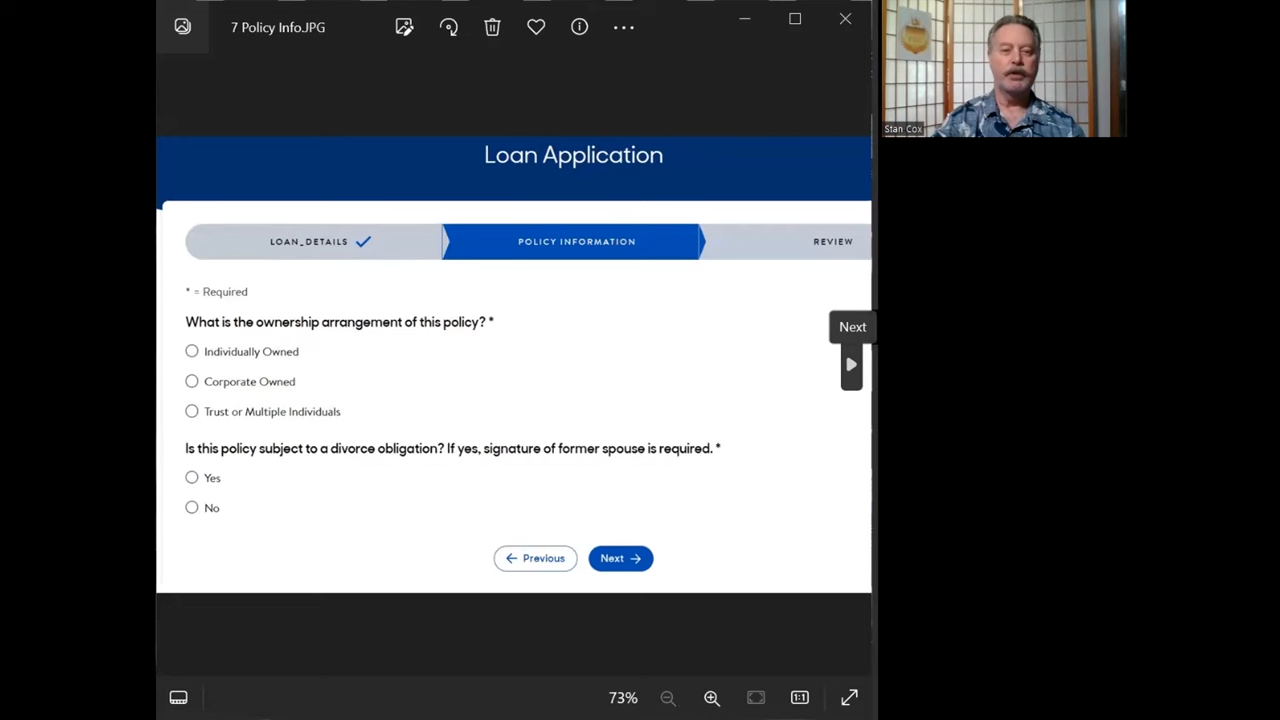 7 Policy Info.JPG
Stan Cox
Loan Application
LOAN_DETAILS
POLICY INFORMATION
REVIEW
* = Required
What is the ownership arrangement of this policy? *
Next
Individually Owned
Corporate Owned
Trust or Multiple Individuals
Is this policy subject to a divorce obligation? If yes, signature of former spouse is required. *
Yes
No
Previous
Next
73%
1:1